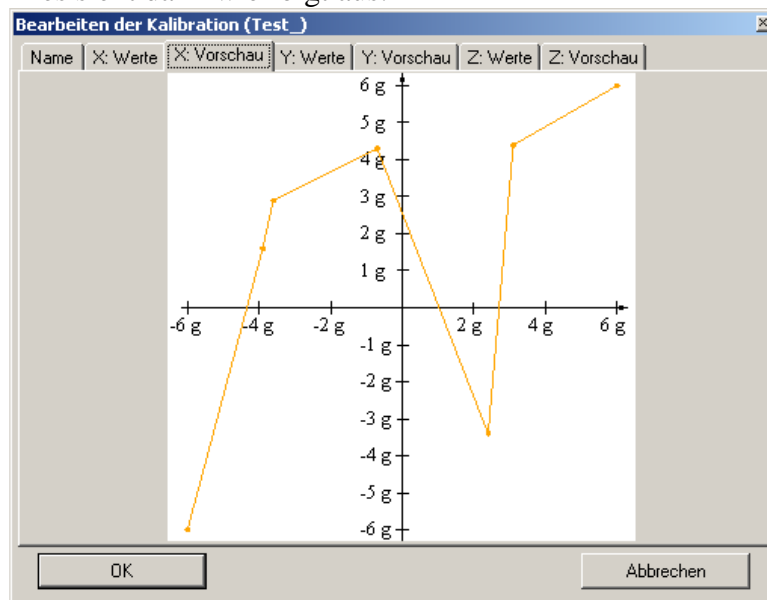 Bearbeiten der Kalibration (Test_)
Name X: Werte X: Vorschau Y: Werte Y: Vorschau Z: Werte Z: Vorschau
6 g
5 g
4 g
3 g
2 g
1 g
-6 g -4 g -2 g 2 g 4 g 6 g
-1 g
-2 g
-3 g
-4 g
-5 g
-6 g
OK Abbrechen